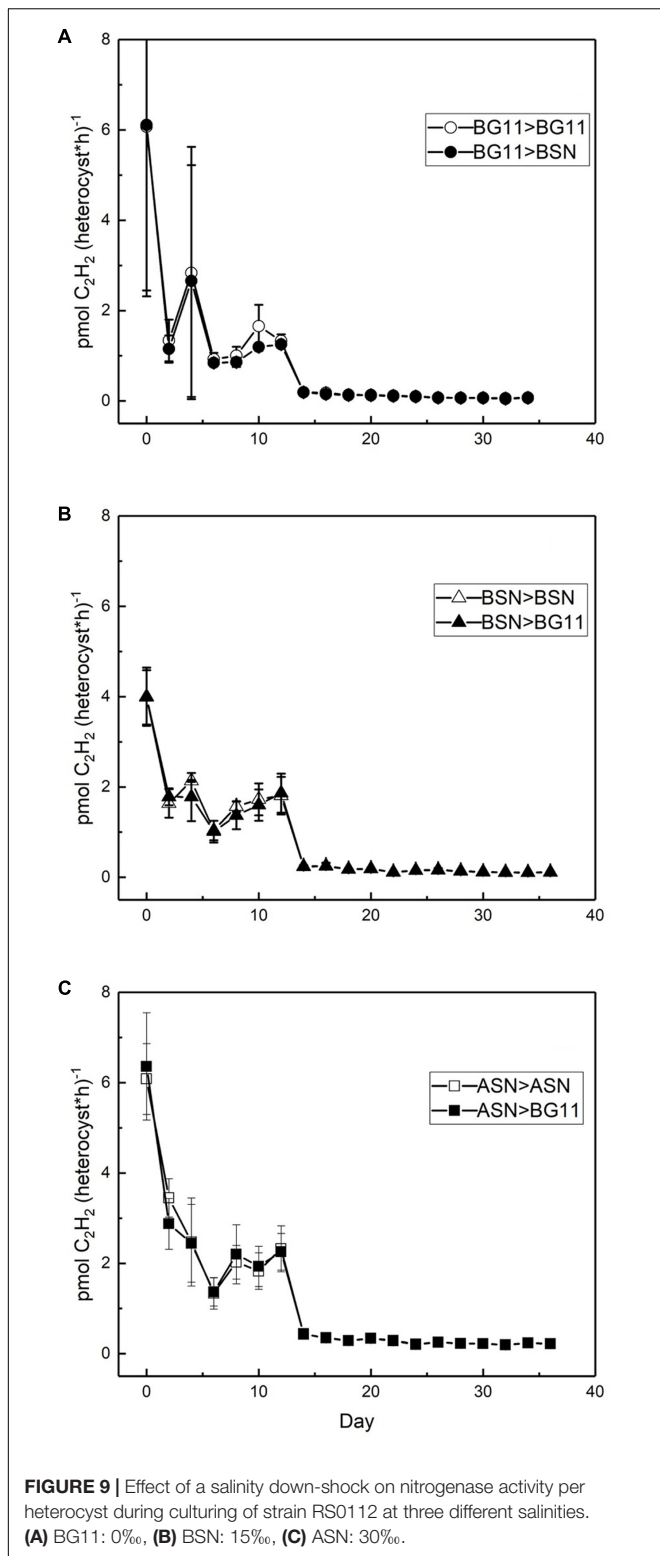 A
8
6
4
2
0
pmol C₂H₂ (heterocyst*h)⁻¹
BG11>BG11
BG11>BSN
0 10 20 30 40
B
8
6
4
2
0
pmol C₂H₂ (heterocyst*h)⁻¹
BSN>BSN
BSN>BG11
0 10 20 30 40
C
8
6
4
2
0
pmol C₂H₂ (heterocyst*h)⁻¹
ASN>ASN
ASN>BG11
0 10 20 30 40
Day
FIGURE 9 | Effect of a salinity down-shock on nitrogenase activity per
heterocyst during culturing of strain RS0112 at three different salinities.
(A) BG11: 0‰, (B) BSN: 15‰, (C) ASN: 30‰.